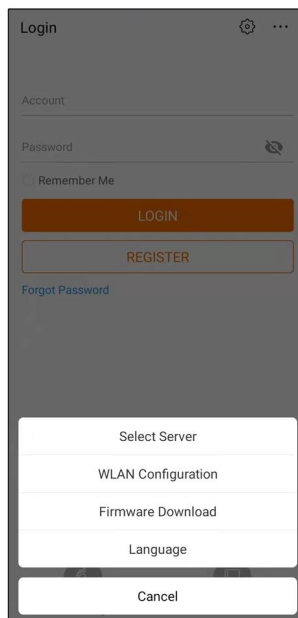 Login
Account
Password
Remember Me
LOGIN
REGISTER
Forgot Password
Select Server
WLAN Configuration
Firmware Download
Language
Cancel